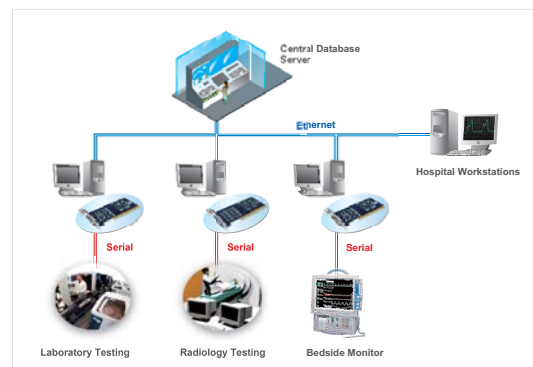 Central Database
Server
Ethernet
Hospital Workstations
Serial
Serial
Serial
Laboratory Testing
Radiology Testing
Bedside Monitor